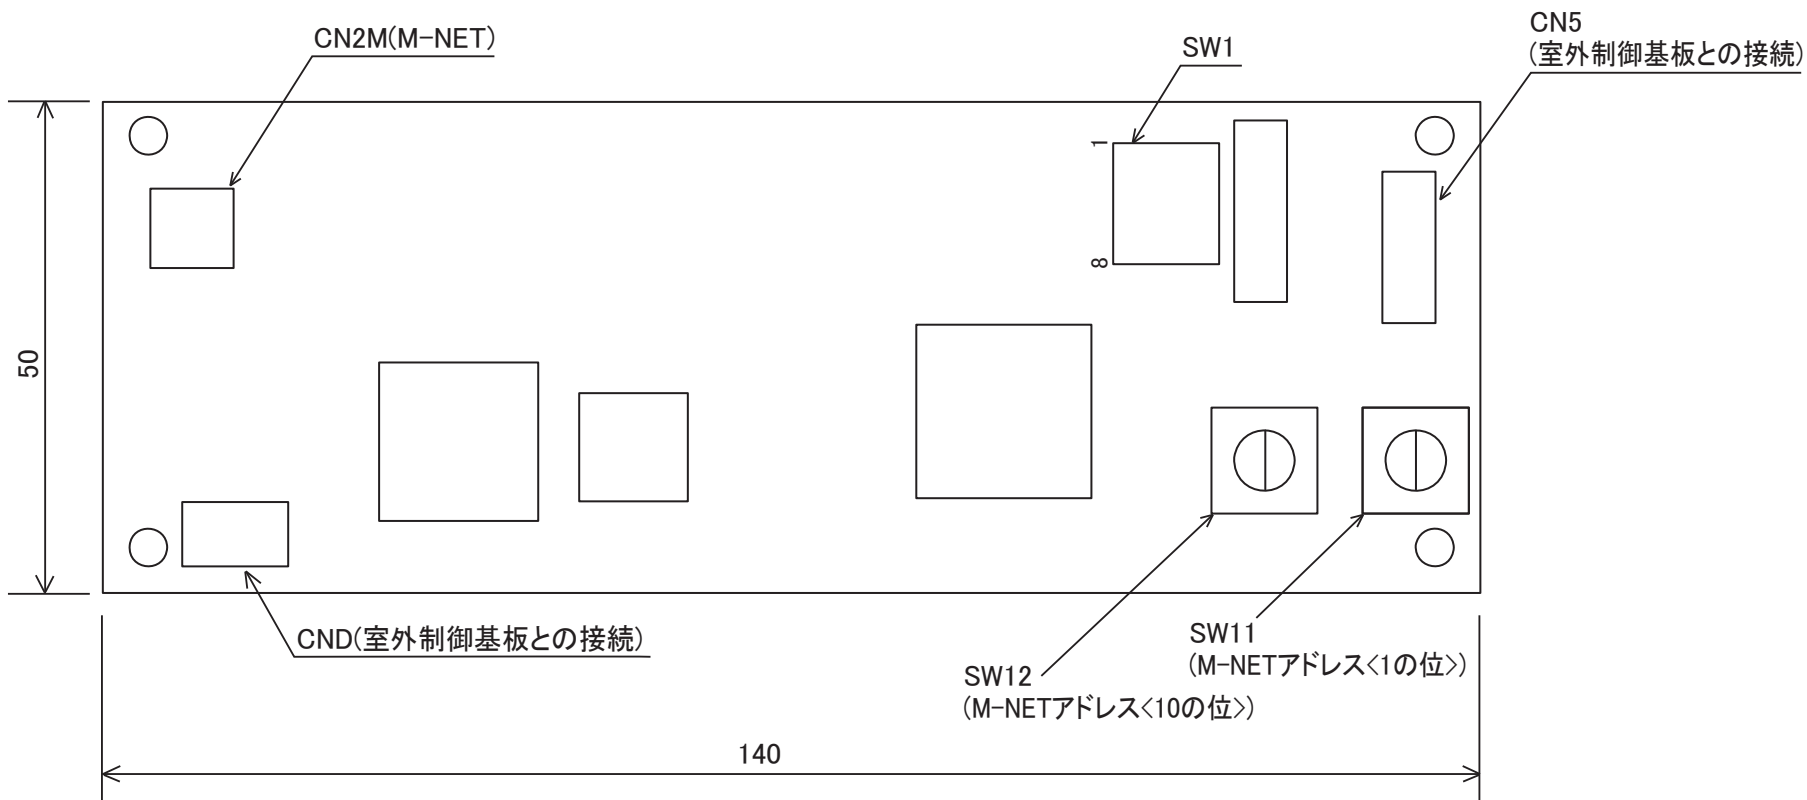 CN2M(M-NET)
SW1
CN5
(室外制御基板との接続)
1
8
50
CND(室外制御基板との接続)
SW11
(M-NETアドレス<1の位>)
SW12
(M-NETアドレス<10の位>)
140